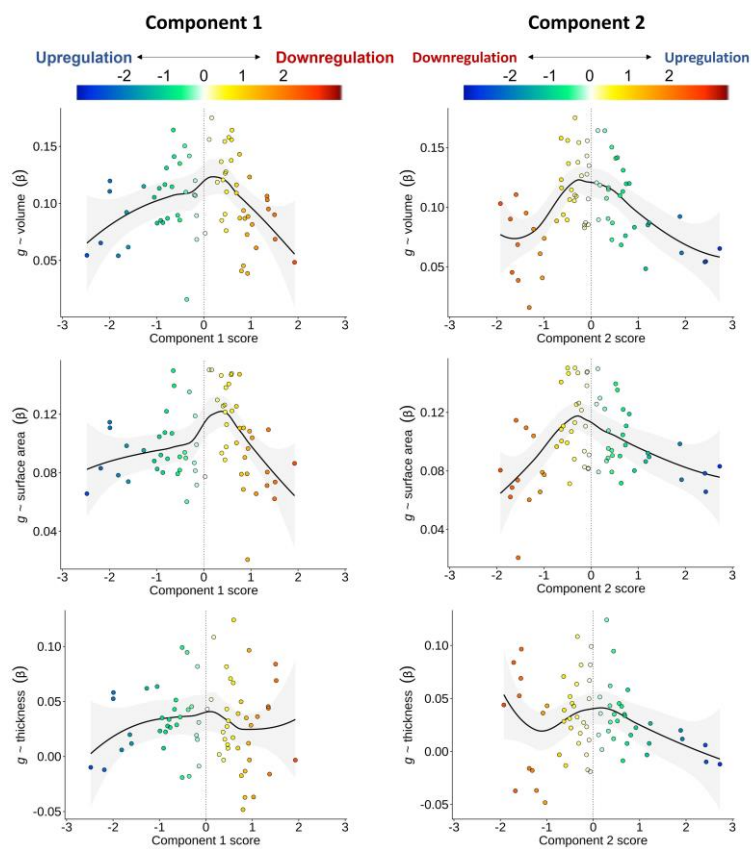 Component 1
Upregulation Downregulation
-2 -1 0 1 2
g ~ volume (β)
0.15
0.10
0.05
-3 -2 -1 0 1 2 3
Component 1 score
g ~ surface area (β)
0.12
0.08
0.04
-3 -2 -1 0 1 2 3
Component 1 score
g ~ thickness (β)
0.10
0.05
0.00
-0.05
-3 -2 -1 0 1 2 3
Component 1 score
Component 2
Downregulation Upregulation
-2 -1 0 1 2
g ~ volume (β)
0.15
0.10
0.05
-3 -2 -1 0 1 2 3
Component 2 score
g ~ surface area (β)
0.12
0.08
0.04
-3 -2 -1 0 1 2 3
Component 2 score
g ~ thickness (β)
0.10
0.05
0.00
-0.05
-3 -2 -1 0 1 2 3
Component 2 score